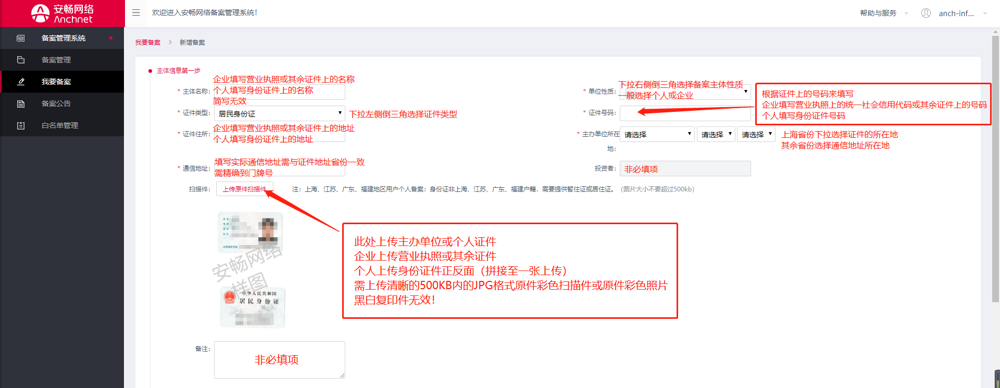 安畅网络
Anchnet
欢迎进入安畅网络备案管理系统！
帮助与服务
anch-inf...
备案管理系统
备案管理
我要备案
备案公告
白名单管理
我要备案 > 新增备案
主体信息第一步
* 主体名称:
企业填写营业执照或其余证件上的名称
个人填写身份证件上的名称
简写无效
* 单位性质:
下拉右侧倒三角选择备案主体性质
一般选择个人或企业
* 证件类型:
居民身份证
下拉左侧倒三角选择证件类型
* 证件号码:
根据证件上的号码来填写
企业填写营业执照上的统一社会信用代码或其余证件上的号码
个人填写身份证件号码
* 证件住所:
企业填写营业执照或其余证件上的地址
个人填写身份证件上的地址
* 主办单位所在
地:
请选择
请选择
请选择
上海省份下拉选择证件的所在地
其余省份选择通信地址所在地
* 通信地址:
填写实际通信地址需与证件地址省份一致
需精确到门牌号
投资者:
非必填项
扫描件:
上传原件扫描件
注：上海、江苏、广东、福建地区用户个人备案：身份证非上海、江苏、广东、福建户籍，需要提供暂住证或居住证。（图片大小不要超过500kb）
此处上传主办单位或个人证件
企业上传营业执照或其余证件
个人上传身份证件正反面（拼接至一张上传）
需上传清晰的500KB内的JPG格式原件彩色扫描件或原件彩色照片
黑白复印件无效！
安畅网络
样图
中华人民共和国
居民身份证
备注:
非必填项